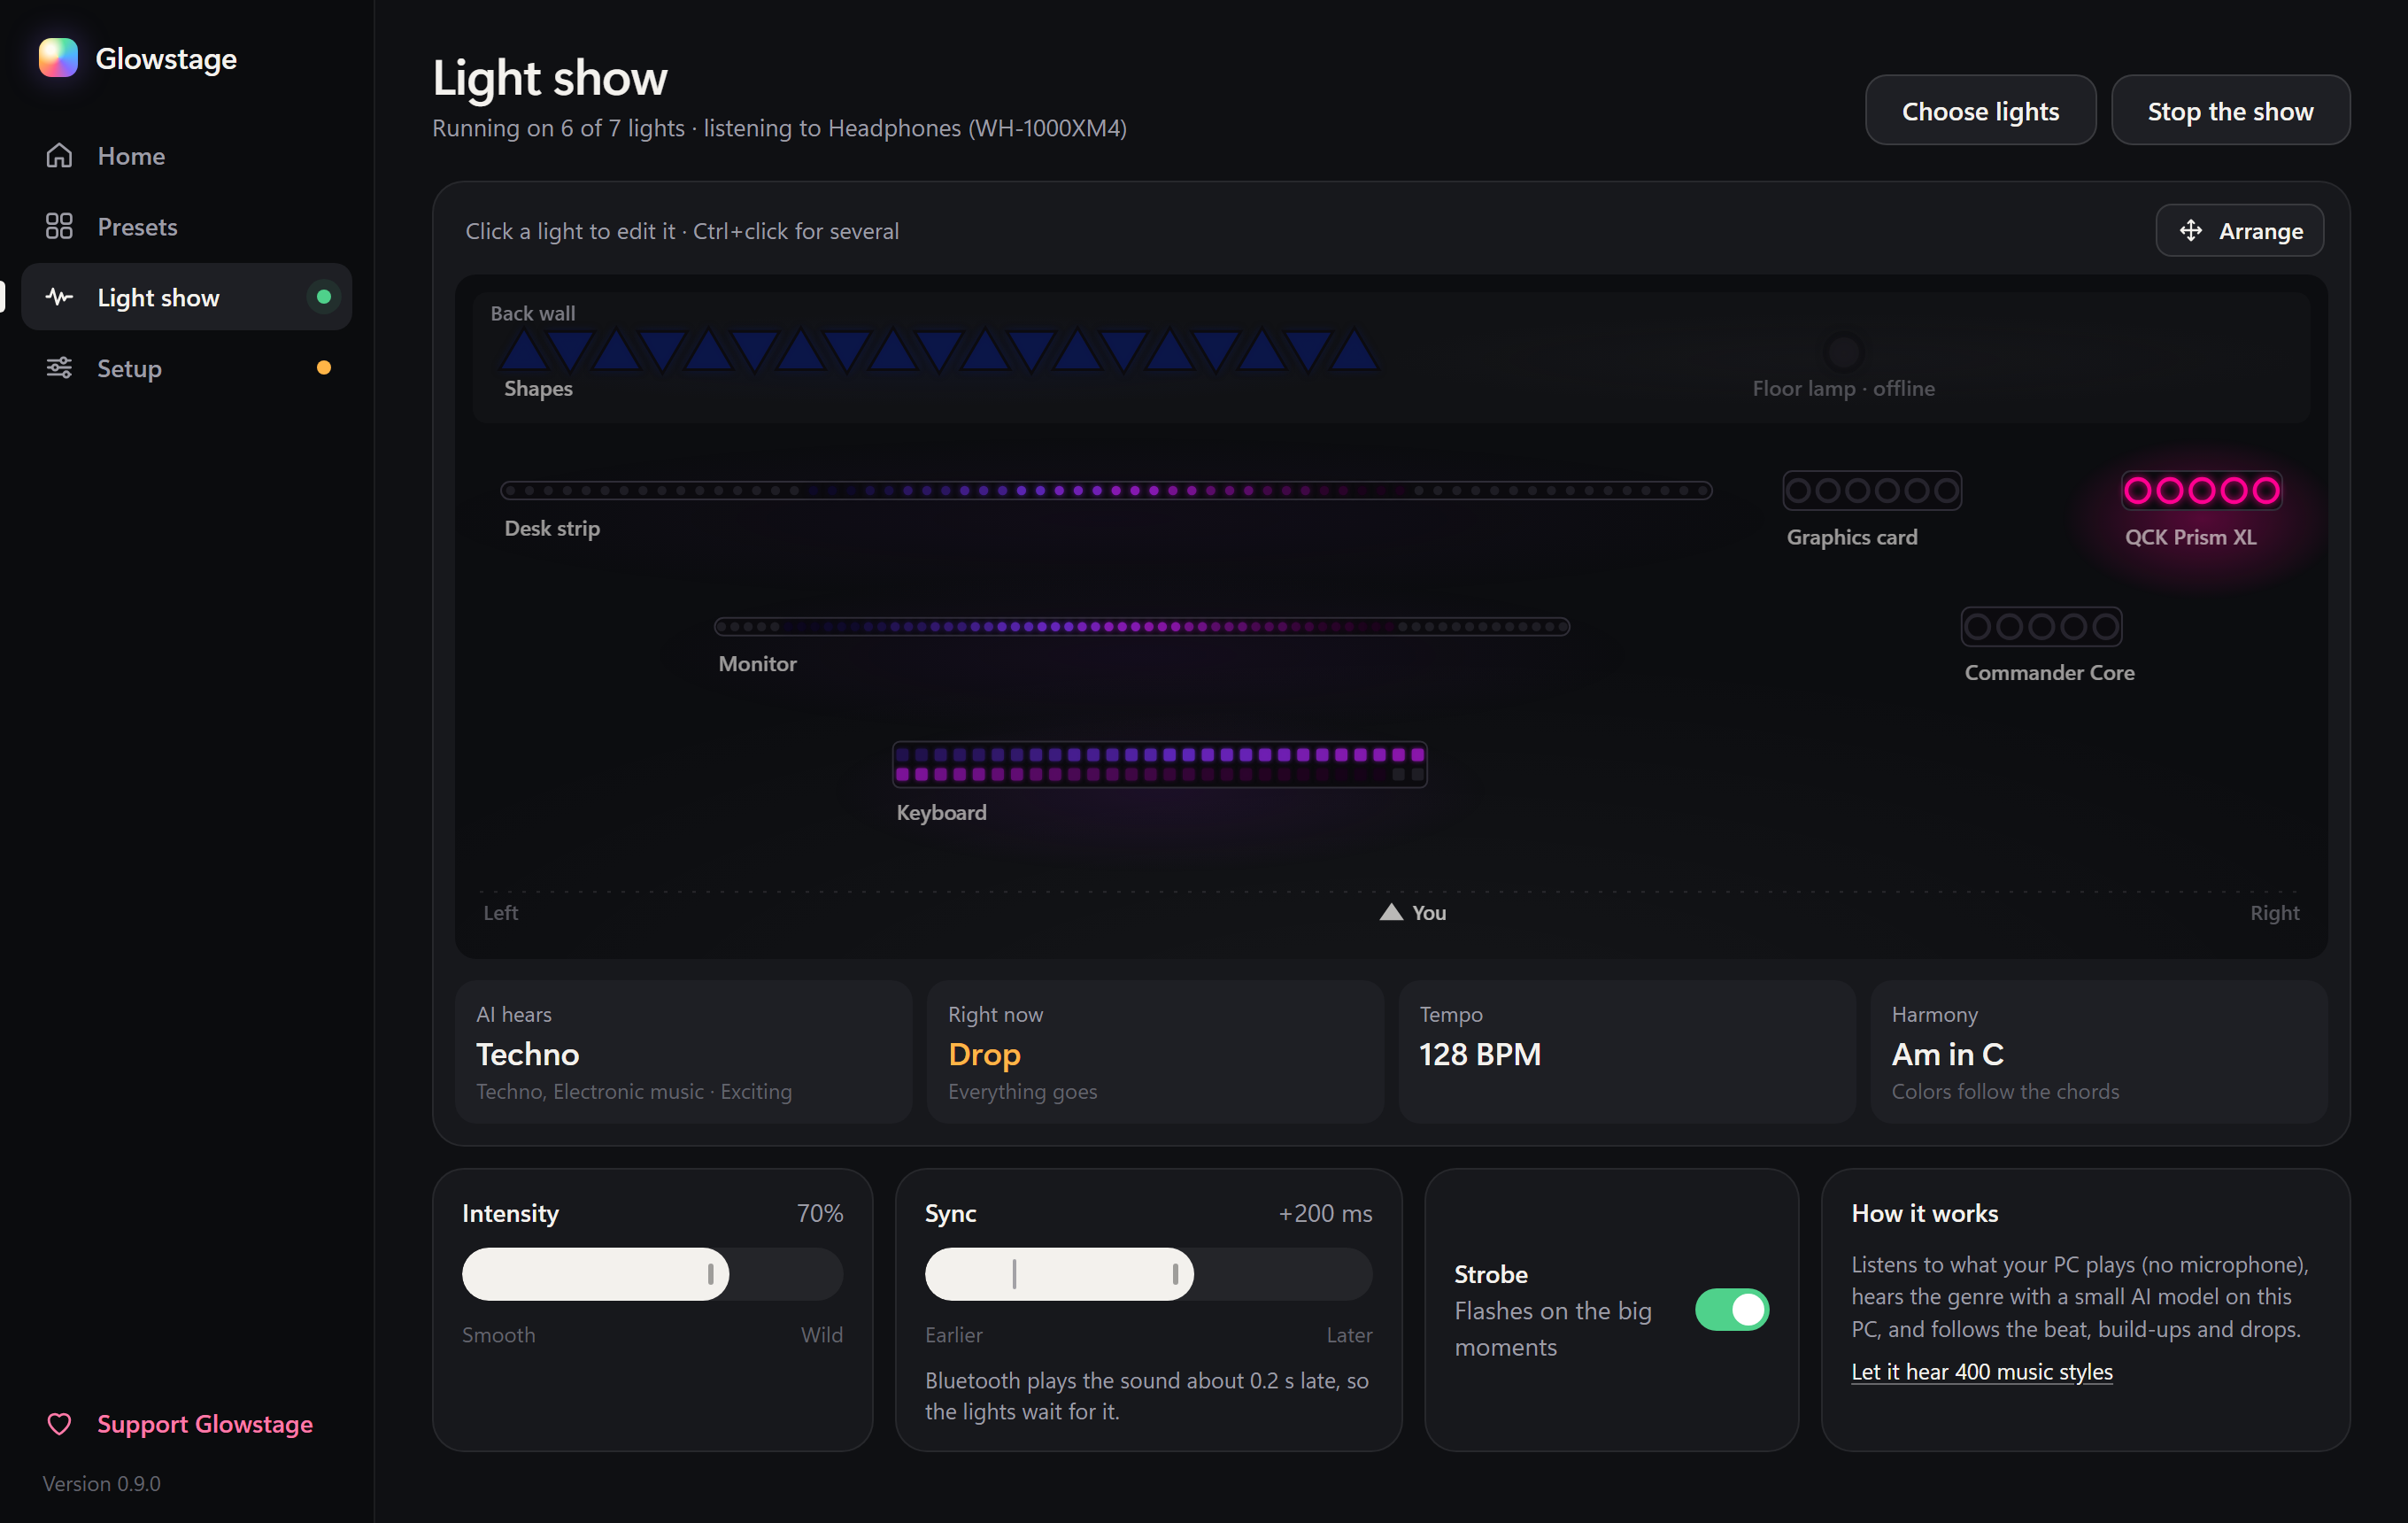 Glowstage
Home
Presets
Light show
Setup
Support Glowstage
Version 0.9.0
Light show
Running on 6 of 7 lights · listening to Headphones (WH-1000XM4)
Choose lights
Stop the show
Click a light to edit it · Ctrl+click for several
Arrange
Back wall
Shapes
Floor lamp · offline
Desk strip
Graphics card
QCK Prism XL
Monitor
Commander Core
Keyboard
Left
You
Right
AI hears
Techno
Techno, Electronic music · Exciting
Right now
Drop
Everything goes
Tempo
128 BPM
Harmony
Am in C
Colors follow the chords
Intensity
70%
Smooth
Wild
Sync
+200 ms
Earlier
Later
Bluetooth plays the sound about 0.2 s late, so
the lights wait for it.
Strobe
Flashes on the big
moments
How it works
Listens to what your PC plays (no microphone),
hears the genre with a small AI model on this
PC, and follows the beat, build-ups and drops.
Let it hear 400 music styles